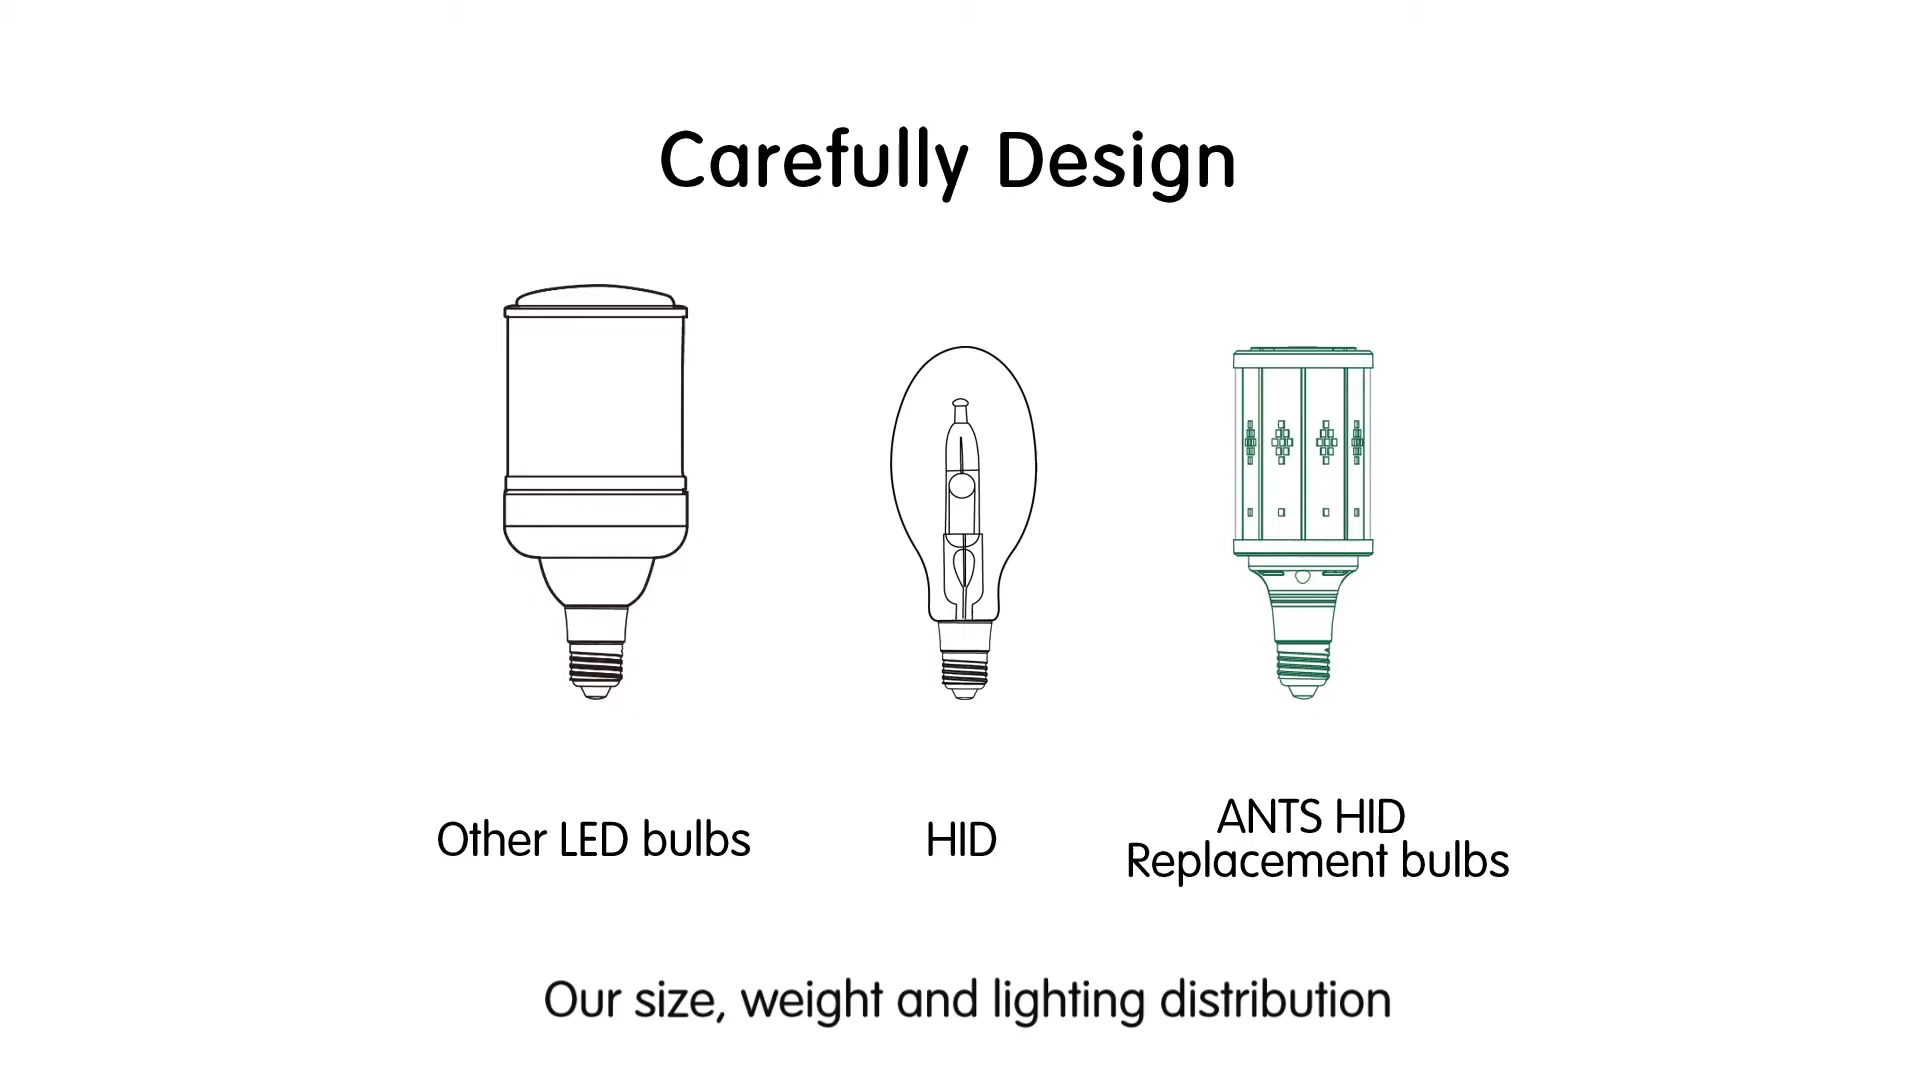 Carefully Design
Other LED bulbs
HID
ANTS HID
Replacement bulbs
Our size, weight and lighting distribution